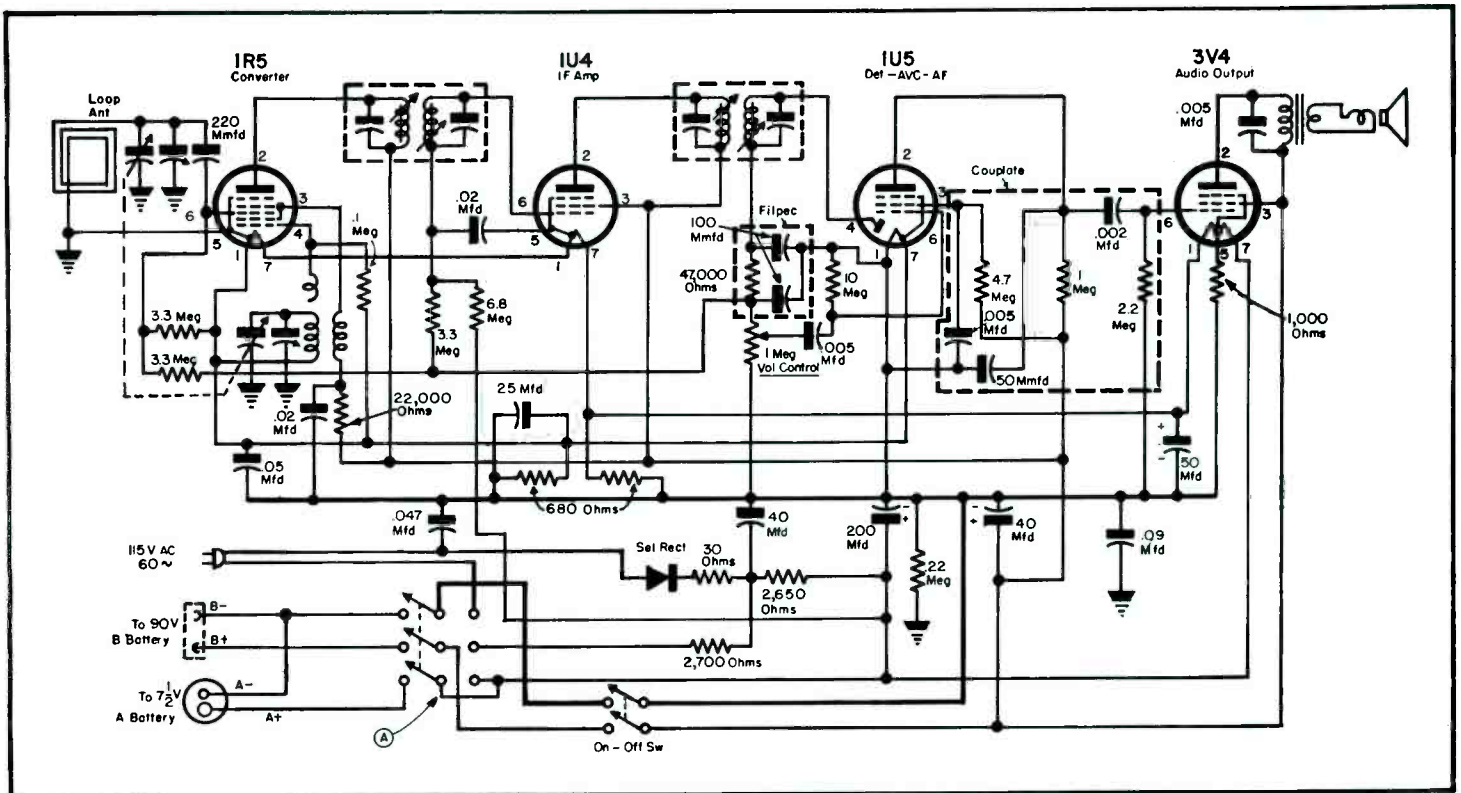 1R5
Converter
1U4
IF Amp
1U5
Det-AVC-AF
3V4
Audio Output
Loop
Ant
220
Mmfd
2
3
4
5
6
1
7
.1
Meg
.02
Mfd
2
6
5
3
1
7
Filpec
100
Mmfd
47,000
Ohms
10
Meg
2
3
4
1
7
6
Couplate
4.7
Meg
.005
Mfd
50 Mmfd
1
Meg
.002
Mfd
2.2
Meg
.005
Mfd
2
6
3
1
5
7
1,000
Ohms
3.3 Meg
3.3 Meg
6.8
Meg
3.3
Meg
1 Meg
Vol Control
.005
Mfd
.02
Mfd
22,000
Ohms
25 Mfd
.05
Mfd
680 Ohms
+
-
50
Mfd
.047
Mfd
40
Mfd
-
+
200
Mfd
.22
Meg
-
+
40
Mfd
.09
Mfd
115V AC
60~
Sel Rect
30
Ohms
2,650
Ohms
B-
To 90V
B Battery
B+
2,700 Ohms
A-
To 7 1/2 V
A Battery
A+
A
On-Off Sw